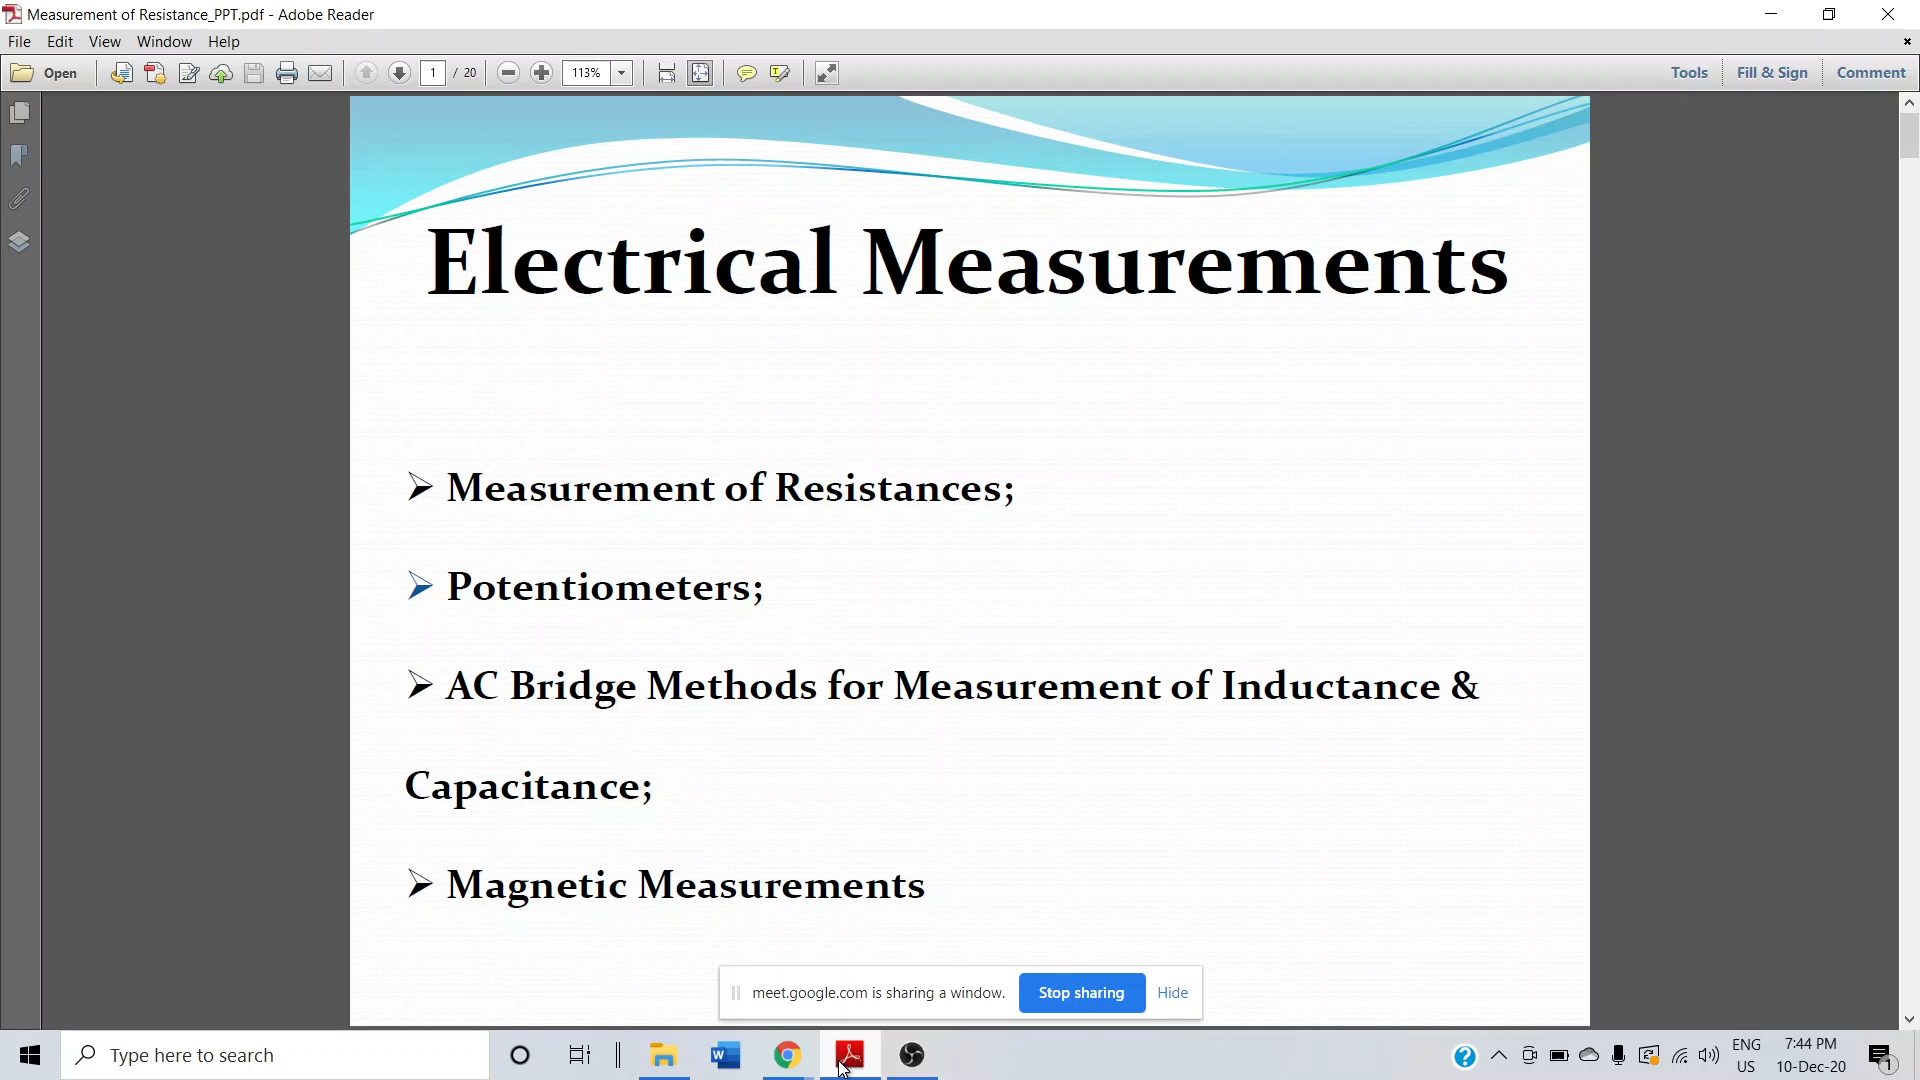 Measurement of Resistance_PPT.pdf - Adobe Reader
File Edit View Window Help
Open 1 / 20 113% Tools Fill & Sign Comment
Electrical Measurements
➢ Measurement of Resistances;
➢ Potentiometers;
➢ AC Bridge Methods for Measurement of Inductance &
Capacitance;
➢ Magnetic Measurements
meet.google.com is sharing a window. Stop sharing Hide
Type here to search
ENG
US
7:44 PM
10-Dec-20
1